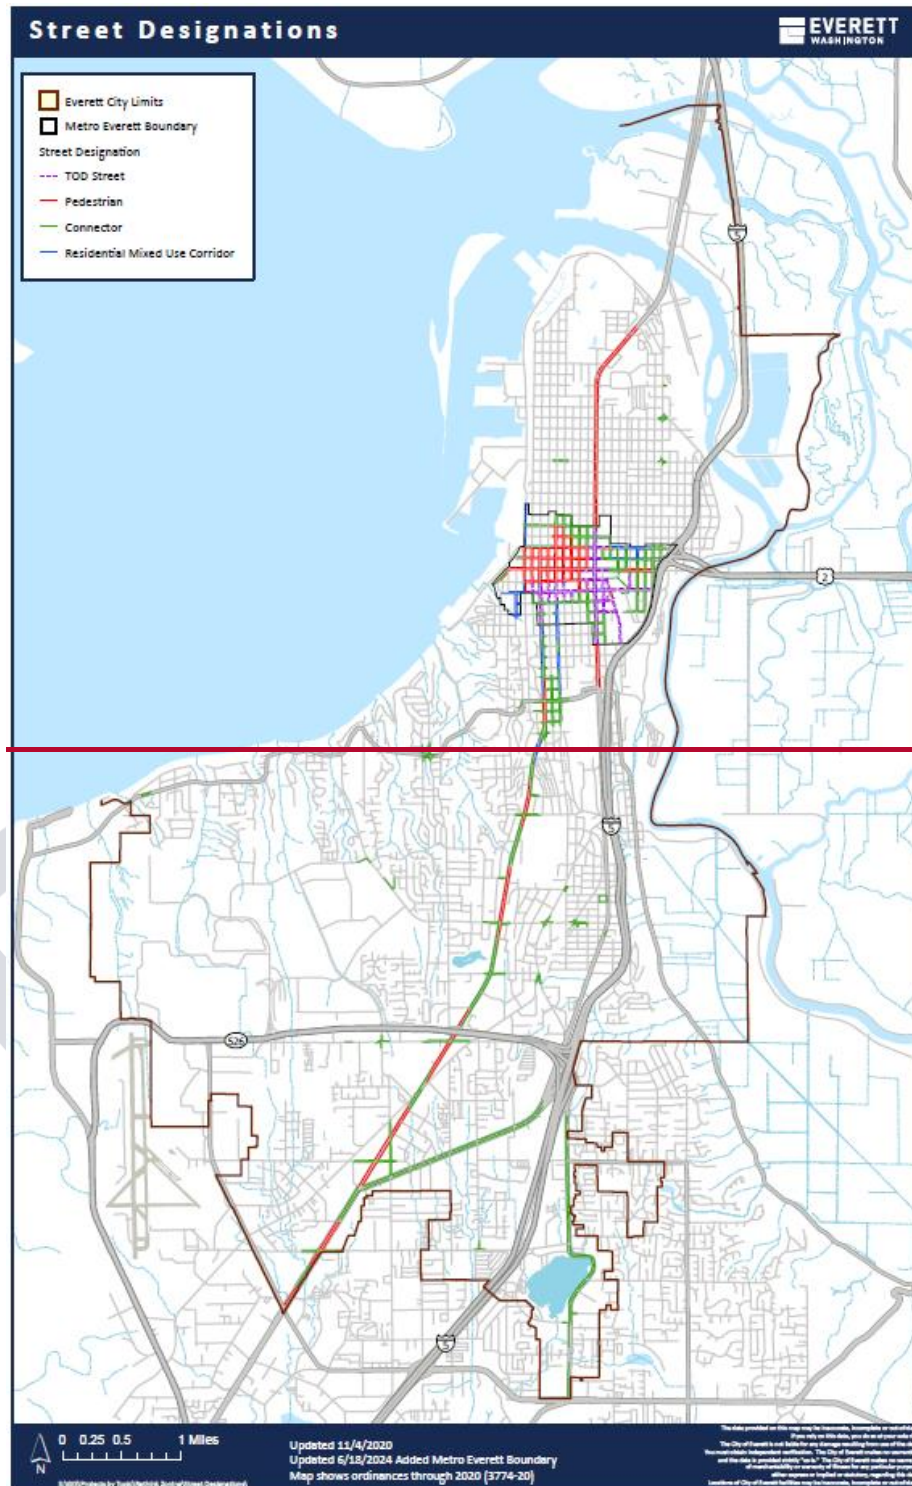 Street Designations
EVERETT
WASHINGTON
Everett City Limits
Metro Everett Boundary
Street Designation
TOD Street
Pedestrian
Connector
Residential Mixed Use Corridor
5
2
5
526
5
0 0.25 0.5 1 Miles
N
Updated 11/4/2020
Updated 6/18/2024 Added Metro Everett Boundary
Map shows ordinances through 2020 (3774-20)